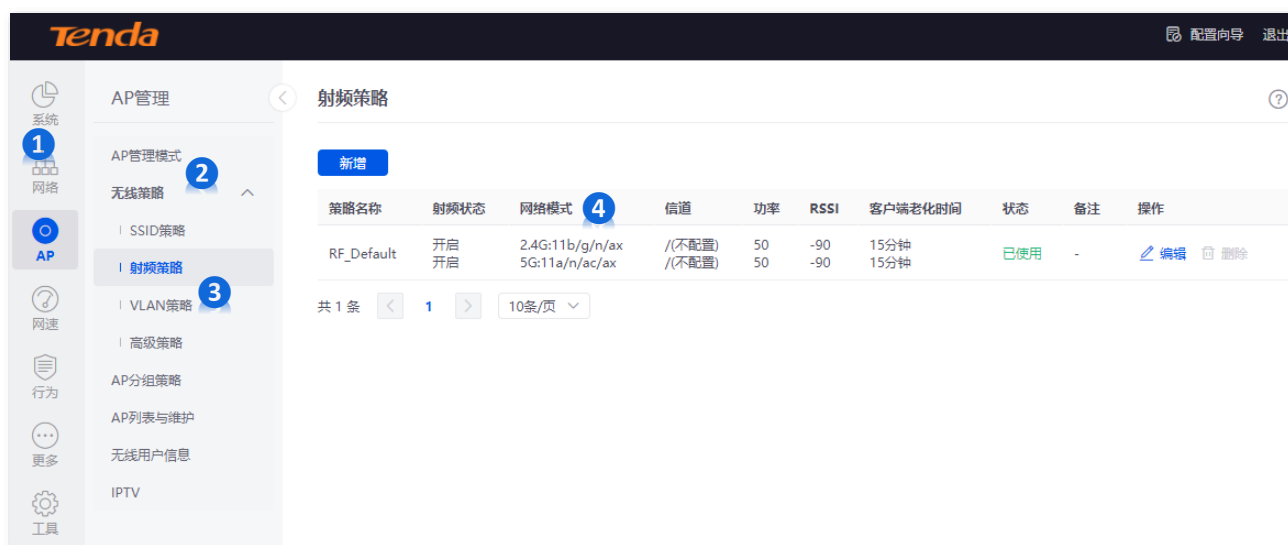 Tenda
配置向导 退出
系统
1
网络
AP
网速
行为
更多
工具
AP管理
AP管理模式
2
无线策略
SSID策略
射频策略
3
VLAN策略
高级策略
AP分组策略
AP列表与维护
无线用户信息
IPTV
射频策略
?
新增
策略名称 射频状态 网络模式 4 信道 功率 RSSI 客户端老化时间 状态 备注 操作
RF_Default 开启 2.4G:11b/g/n/ax /(不配置) 50 -90 15分钟 已使用 - 编辑 删除
开启 5G:11a/n/ac/ax /(不配置) 50 -90 15分钟
共 1 条 < 1 > 10条/页